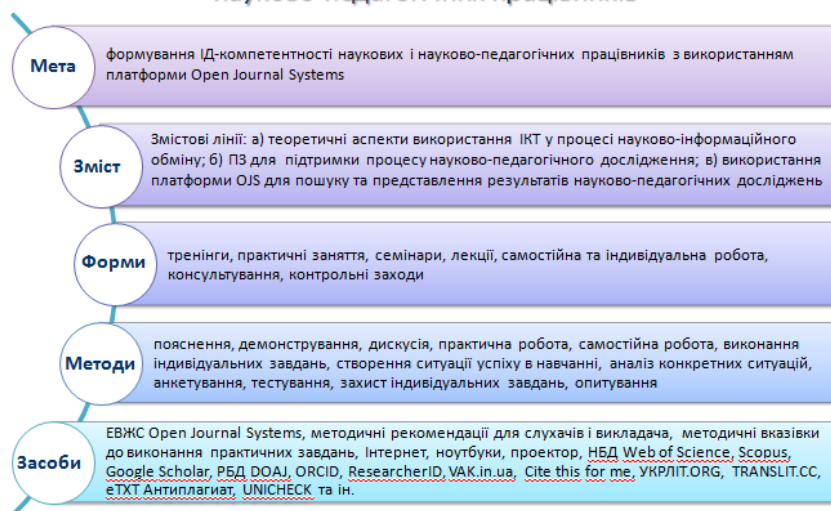 науково-педагогічних працівників
Мета
формування ІД-компетентності наукових і науково-педагогічних працівників з використанням
платформи Open Journal Systems
Зміст
Змістові лінії: а) теоретичні аспекти використання ІКТ у процесі науково-інформаційного
обміну; б) ПЗ для підтримки процесу науково-педагогічного дослідження; в) використання
платформи OJS для пошуку та представлення результатів науково-педагогічних досліджень
Форми
тренінги, практичні заняття, семінари, лекції, самостійна та індивідуальна робота,
консультування, контрольні заходи
Методи
пояснення, демонстрування, дискусія, практична робота, самостійна робота, виконання
індивідуальних завдань, створення ситуації успіху в навчанні, аналіз конкретних ситуацій,
анкетування, тестування, захист індивідуальних завдань, опитування
Засоби
ЕВЖС Open Journal Systems, методичні рекомендації для слухачів і викладача, методичні вказівки
до виконання практичних завдань, Інтернет, ноутбуки, проектор, НБД Web of Science, Scopus,
Google Scholar, РБД DOAJ, ORCID, ResearcherID, VAK.in.ua, Cite this for me, УКРЛІТ.ORG, TRANSLIT.CC,
eTXT Антиплагиат, UNICHECK та ін.